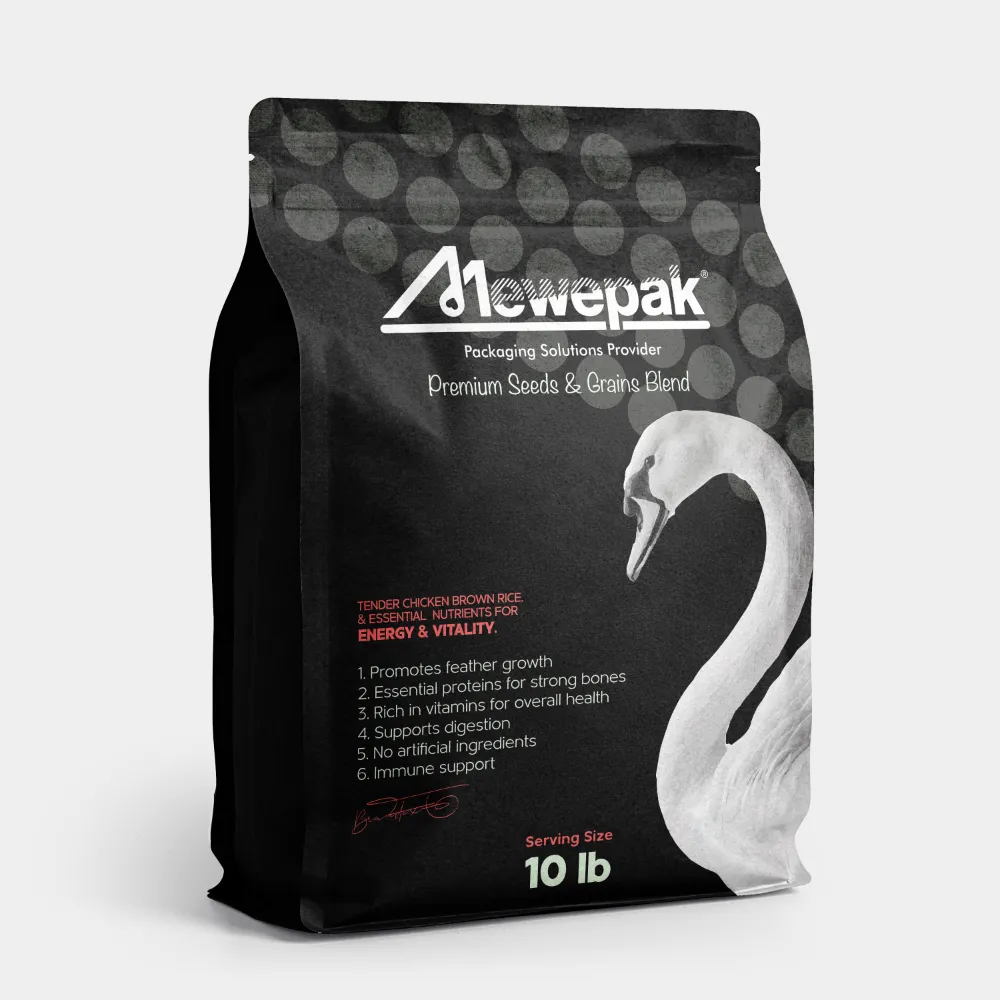 Mewepak®
Packaging Solutions Provider
Premium Seeds & Grains Blend
TENDER CHICKEN BROWN RICE.
& ESSENTIAL NUTRIENTS FOR
ENERGY & VITALITY.
1. Promotes feather growth
2. Essential proteins for strong bones
3. Rich in vitamins for overall health
4. Supports digestion
5. No artificial ingredients
6. Immune support
Serving Size
10 lb